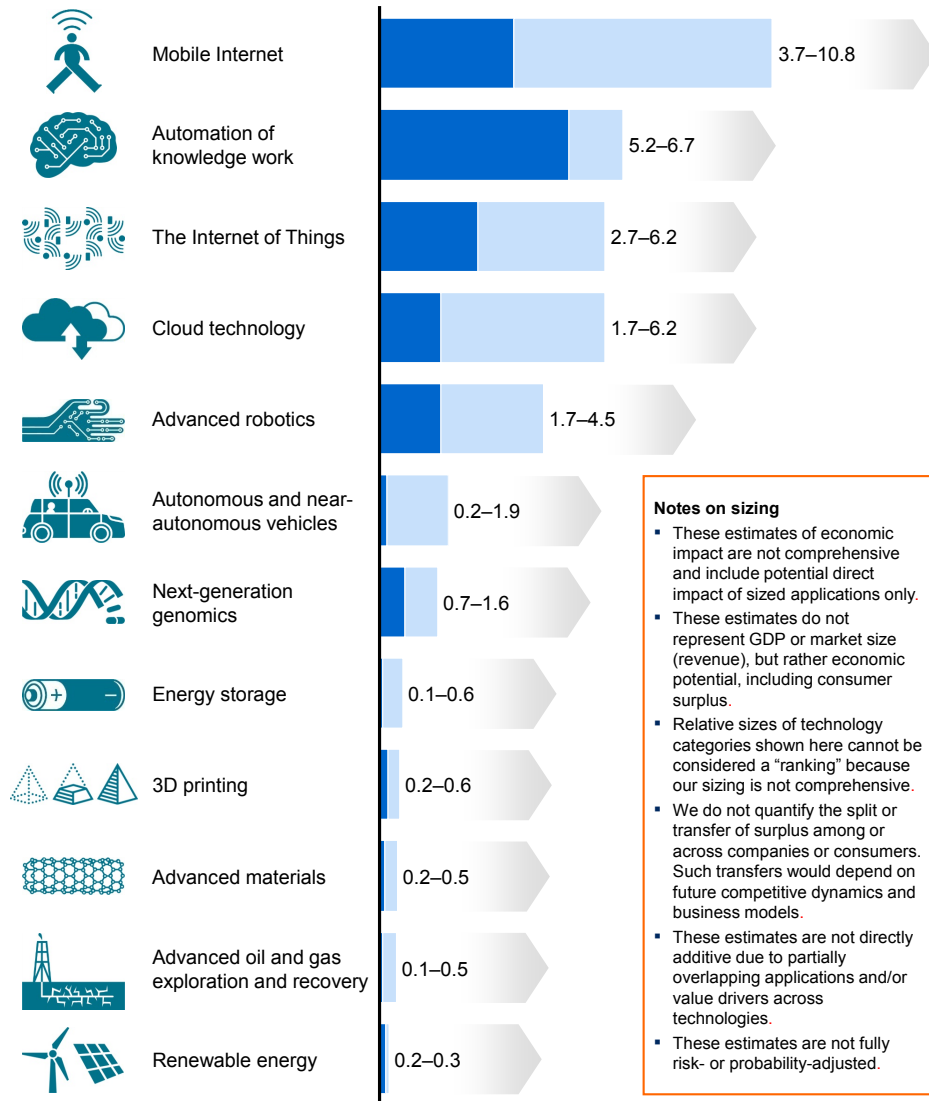 Mobile Internet
3.7–10.8
Automation of
knowledge work
5.2–6.7
The Internet of Things
2.7–6.2
Cloud technology
1.7–6.2
Advanced robotics
1.7–4.5
Autonomous and near-
autonomous vehicles
0.2–1.9
Next-generation
genomics
0.7–1.6
Energy storage
0.1–0.6
3D printing
0.2–0.6
Advanced materials
0.2–0.5
Advanced oil and gas
exploration and recovery
0.1–0.5
Renewable energy
0.2–0.3
Notes on sizing
▪ These estimates of economic
impact are not comprehensive
and include potential direct
impact of sized applications only.
▪ These estimates do not
represent GDP or market size
(revenue), but rather economic
potential, including consumer
surplus.
▪ Relative sizes of technology
categories shown here cannot be
considered a “ranking” because
our sizing is not comprehensive.
▪ We do not quantify the split or
transfer of surplus among or
across companies or consumers.
Such transfers would depend on
future competitive dynamics and
business models.
▪ These estimates are not directly
additive due to partially
overlapping applications and/or
value drivers across
technologies.
▪ These estimates are not fully
risk- or probability-adjusted.